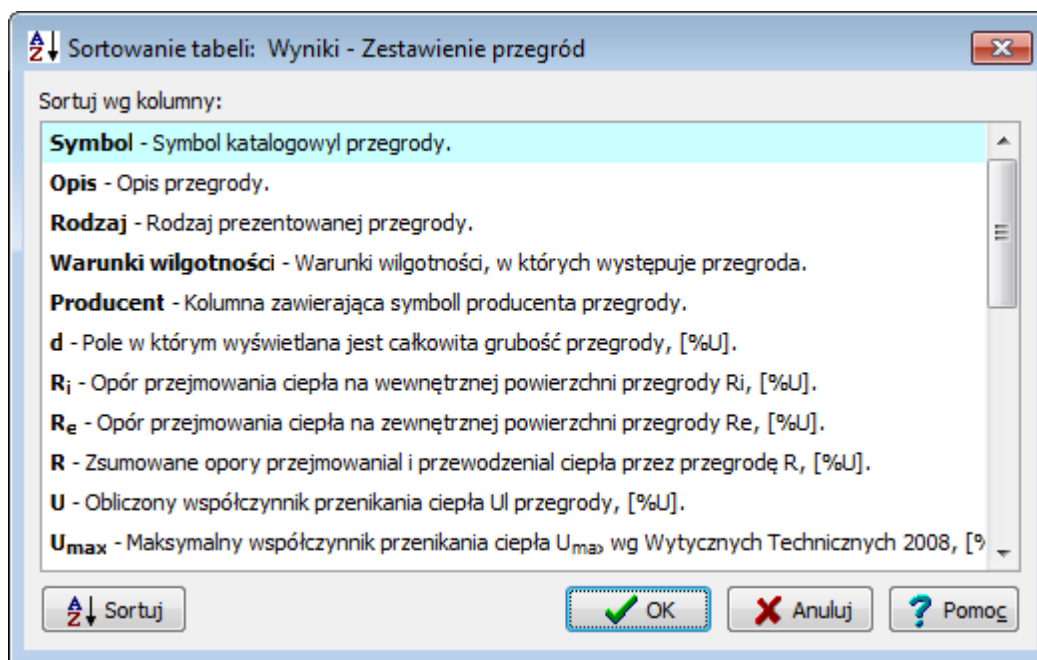 Sortowanie tabeli: Wyniki - Zestawienie przegród
Sortuj wg kolumny:
Symbol - Symbol katalogowyl przegrody.
Opis - Opis przegrody.
Rodzaj - Rodzaj prezentowanej przegrody.
Warunki wilgotności - Warunki wilgotności, w których występuje przegroda.
Producent - Kolumna zawierająca symboll producenta przegrody.
d - Pole w którym wyświetlana jest całkowita grubość przegrody, [%U].
Ri - Opór przejmowania ciepła na wewnętrznej powierzchni przegrody Ri, [%U].
Re - Opór przejmowania ciepła na zewnętrznej powierzchni przegrody Re, [%U].
R - Zsumowane opory przejmowanial i przewodzenial ciepła przez przegrodę R, [%U].
U - Obliczony współczynnik przenikania ciepła Ul przegrody, [%U].
Umax - Maksymalny współczynnik przenikania ciepła Umax wg Wytycznych Technicznych 2008, [%
Sortuj OK Anuluj Pomoc